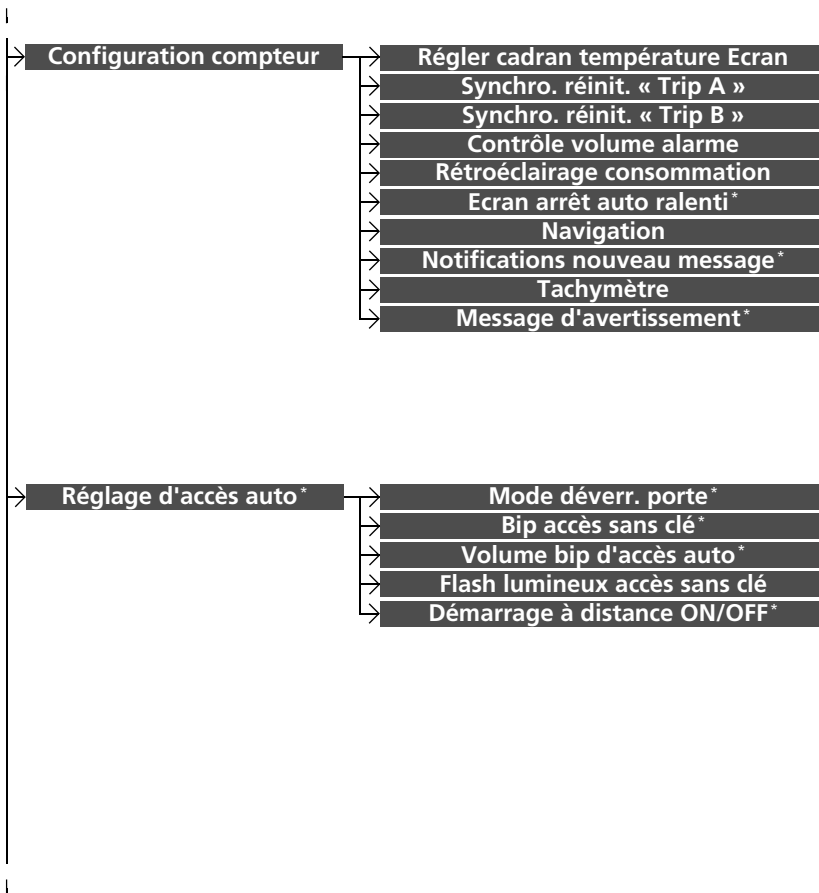 Configuration compteur
Régler cadran température Ecran
Synchro. réinit. « Trip A »
Synchro. réinit. « Trip B »
Contrôle volume alarme
Rétroéclairage consommation
Ecran arrêt auto ralenti*
Navigation
Notifications nouveau message*
Tachymètre
Message d'avertissement*
Réglage d'accès auto*
Mode déverr. porte*
Bip accès sans clé*
Volume bip d'accès auto*
Flash lumineux accès sans clé
Démarrage à distance ON/OFF*